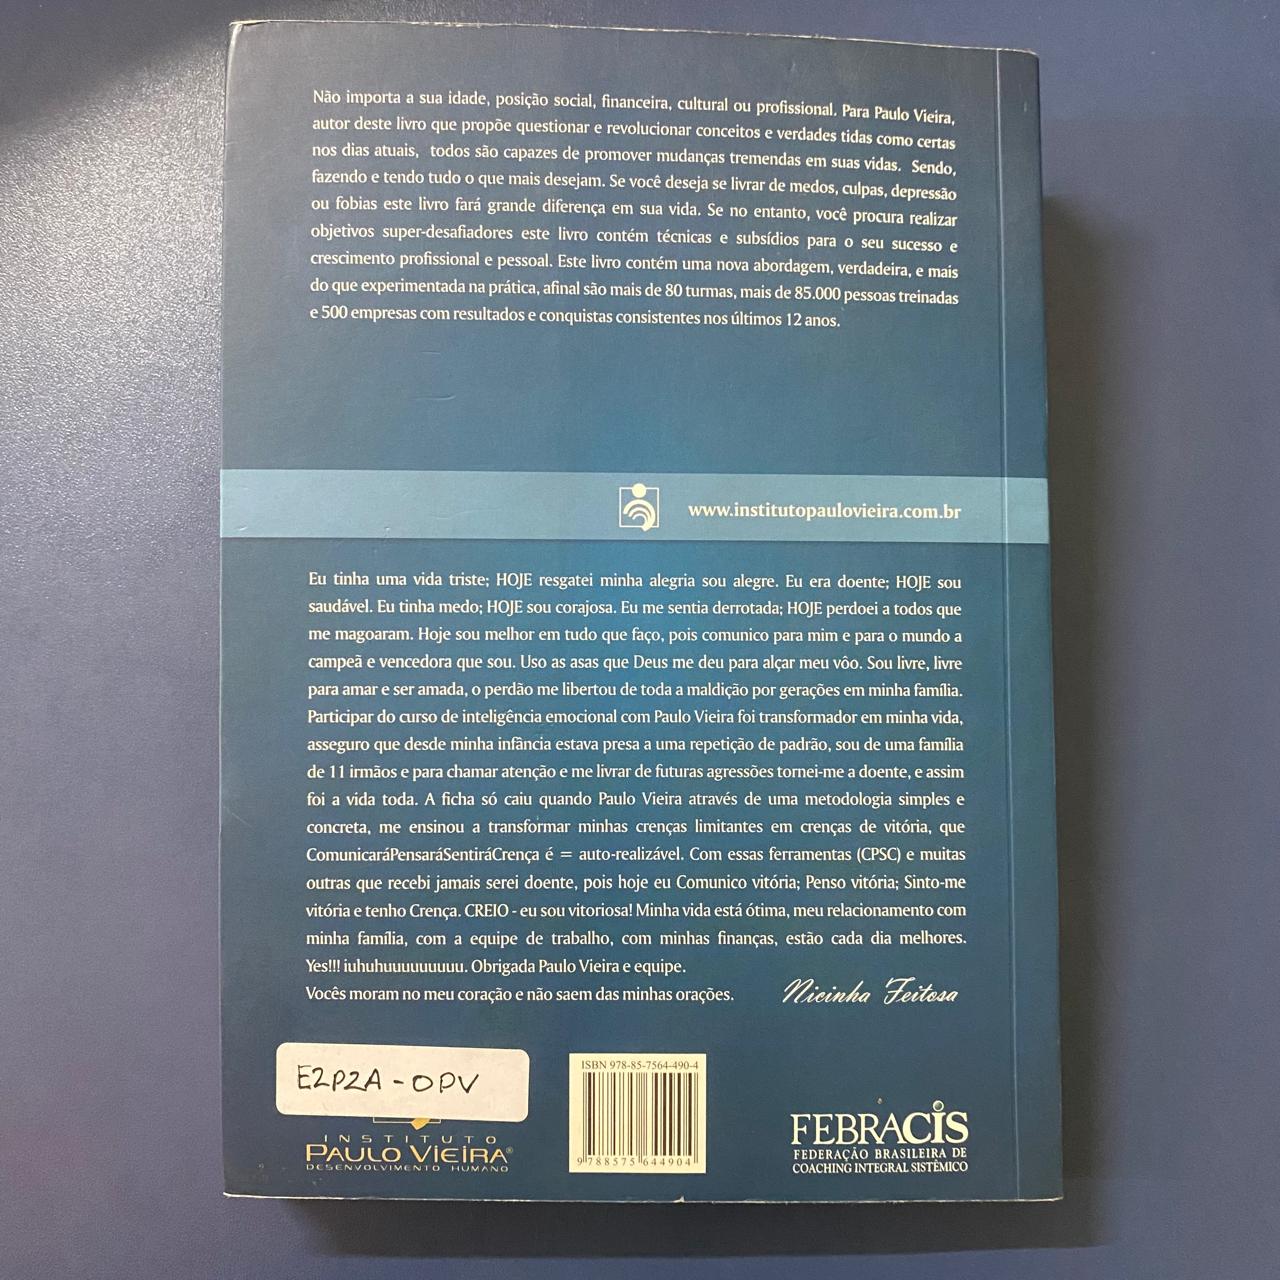 Não importa a sua idade, posição social, financeira, cultural ou profissional. Para Paulo Vieira,
autor deste livro que propõe questionar e revolucionar conceitos e verdades tidas como certas
nos dias atuais, todos são capazes de promover mudanças tremendas em suas vidas. Sendo,
fazendo e tendo tudo o que mais desejam. Se você deseja se livrar de medos, culpas, depressão
ou fobias este livro fará grande diferença em sua vida. Se no entanto, você procura realizar
objetivos super-desafiadores este livro contém técnicas e subsídios para o seu sucesso e
crescimento profissional e pessoal. Este livro contém uma nova abordagem, verdadeira, e mais
do que experimentada na prática, afinal são mais de 80 turmas, mais de 85.000 pessoas treinadas
e 500 empresas com resultados e conquistas consistentes nos últimos 12 anos.
www.institutopaulovieira.com.br
Eu tinha uma vida triste; HOJE resgatei minha alegria sou alegre. Eu era doente; HOJE sou
saudável. Eu tinha medo; HOJE sou corajosa. Eu me sentia derrotada; HOJE perdoei a todos que
me magoaram. Hoje sou melhor em tudo que faço, pois comunico para mim e para o mundo a
campeã e vencedora que sou. Uso as asas que Deus me deu para alçar meu vôo. Sou livre, livre
para amar e ser amada, o perdão me libertou de toda a maldição por gerações em minha família.
Participar do curso de inteligência emocional com Paulo Vieira foi transformador em minha vida,
asseguro que desde minha infância estava presa a uma repetição de padrão, sou de uma família
de 11 irmãos e para chamar atenção e me livrar de futuras agressões tornei-me a doente, e assim
foi a vida toda. A ficha só caiu quando Paulo Vieira através de uma metodologia simples e
concreta, me ensinou a transformar minhas crenças limitantes em crenças de vitória, que
ComunicaráPensaráSentiráCrença é = auto-realizável. Com essas ferramentas (CPSC) e muitas
outras que recebi jamais serei doente, pois hoje eu Comunico vitória; Penso vitória; Sinto-me
vitória e tenho Crença. CREIO - eu sou vitoriosa! Minha vida está ótima, meu relacionamento com
minha família, com a equipe de trabalho, com minhas finanças, estão cada dia melhores.
Yes!!! iuhuhuuuuuuuuu. Obrigada Paulo Vieira e equipe.
Vocês moram no meu coração e não saem das minhas orações.
Nicinha Feitosa
E2P2A - OPV
INSTITUTO
PAULO VIEIRA®
DESENVOLVIMENTO HUMANO
ISBN 978-85-7564-490-4
9 788575 644904
FEBRACIS
FEDERAÇÃO BRASILEIRA DE
COACHING INTEGRAL SISTÊMICO